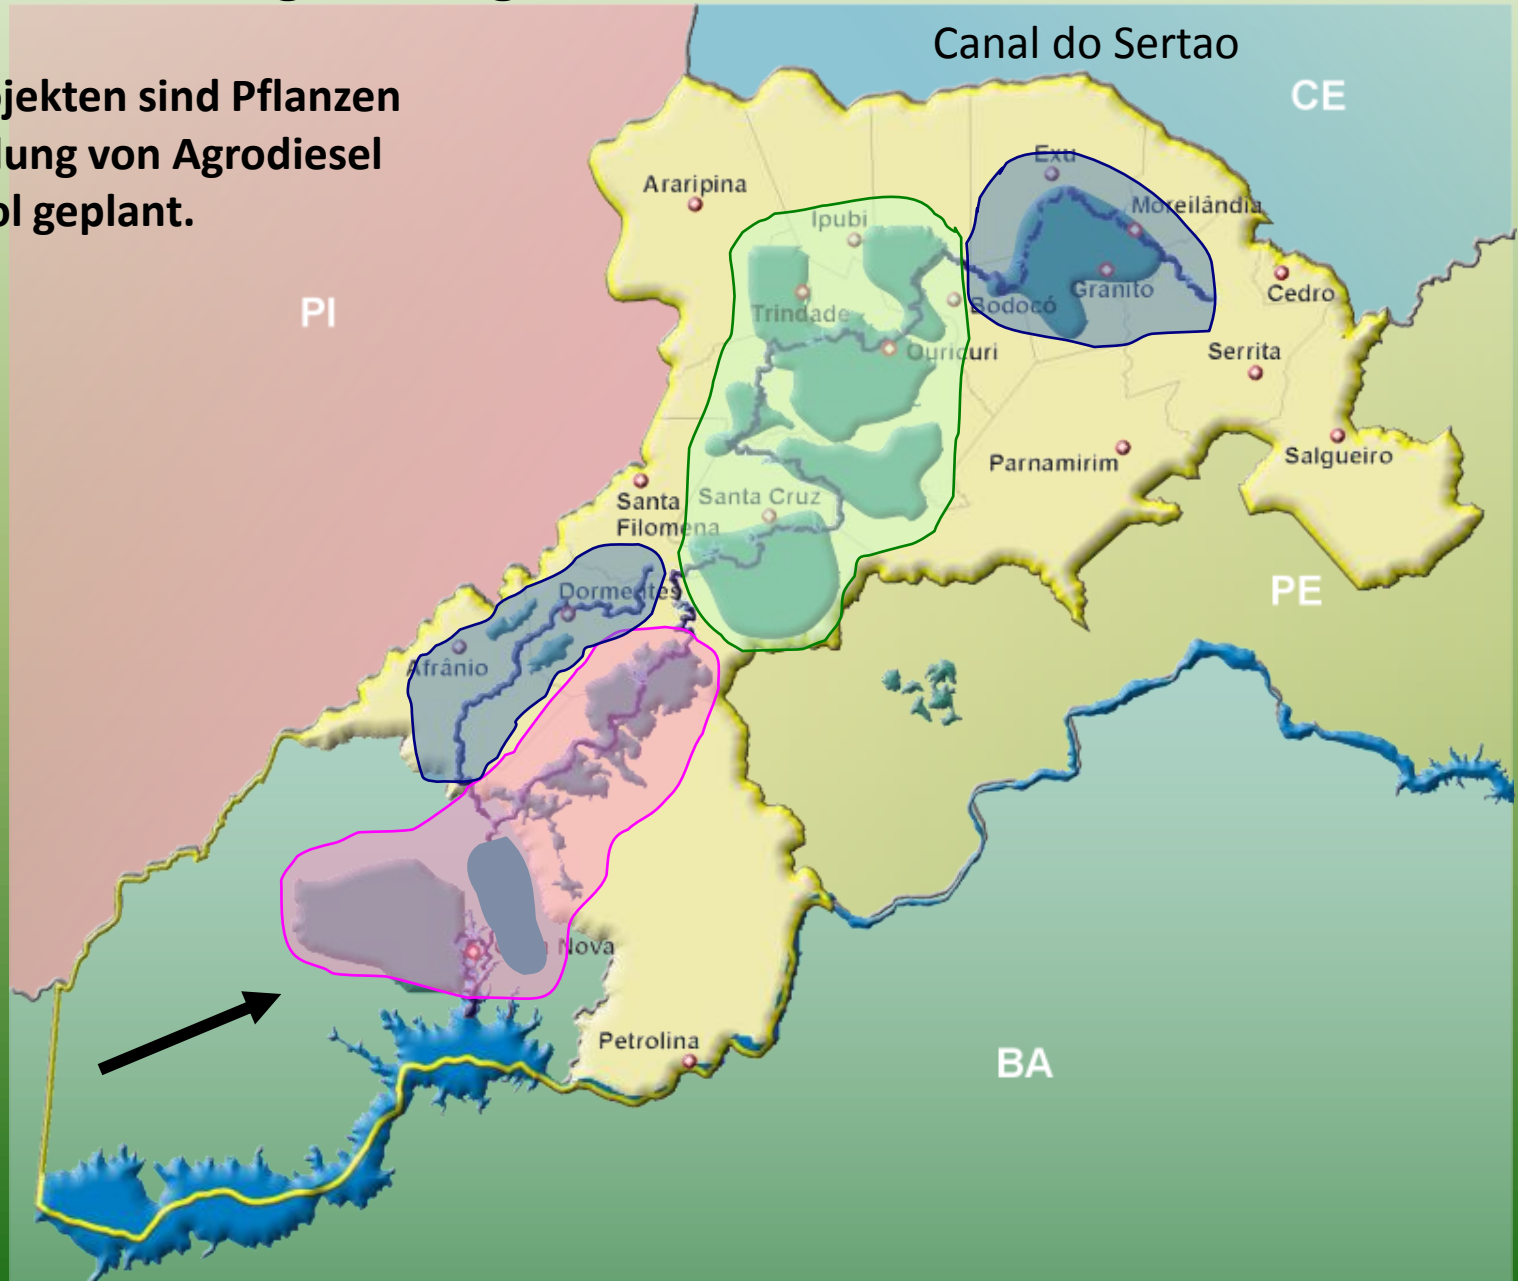 Canal do Sertao
CE
jekten sind Pflanzen
lung von Agrodiesel
ol geplant.
Exu
Araripina
Moreilândia
Ipubi
Cedro
Granito
Bodocó
PI
Trindade
Ouricuri
Serrita
Salgueiro
Parnamirim
Santa
Filomena
Santa Cruz
PE
Dormentes
Afrânio
Nova
Petrolina
BA